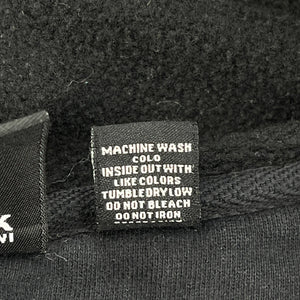 MACHINE WASH
COLD
INSIDE OUT WITH
LIKE COLORS
TUMBLE DRY LOW
DO NOT BLEACH
DO NOT IRON
K